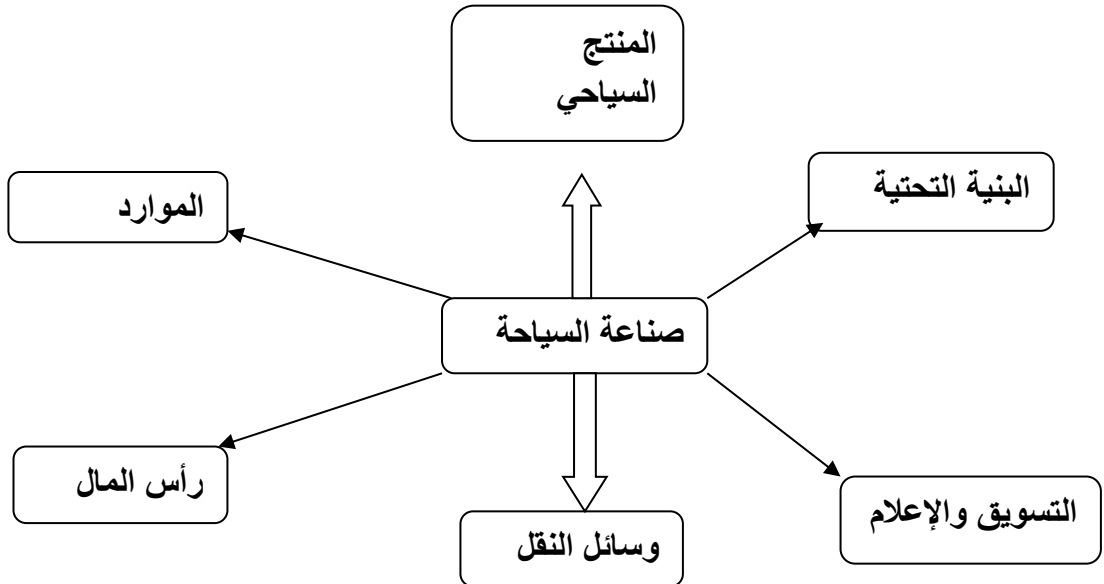 المنتج
السياحي
البنية التحتية
الموارد
صناعة السياحة
رأس المال
التسويق والإعلام
وسائل النقل